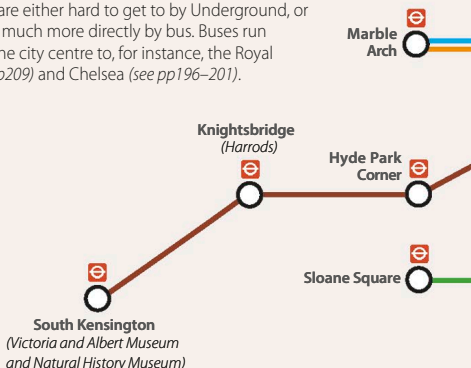 are either hard to get to by Underground, or
much more directly by bus. Buses run
ne city centre to, for instance, the Royal
p209) and Chelsea (see pp196–201).
Marble
Arch
Knightsbridge
(Harrods)
Hyde Park
Corner
Sloane Square
South Kensington
(Victoria and Albert Museum
and Natural History Museum)